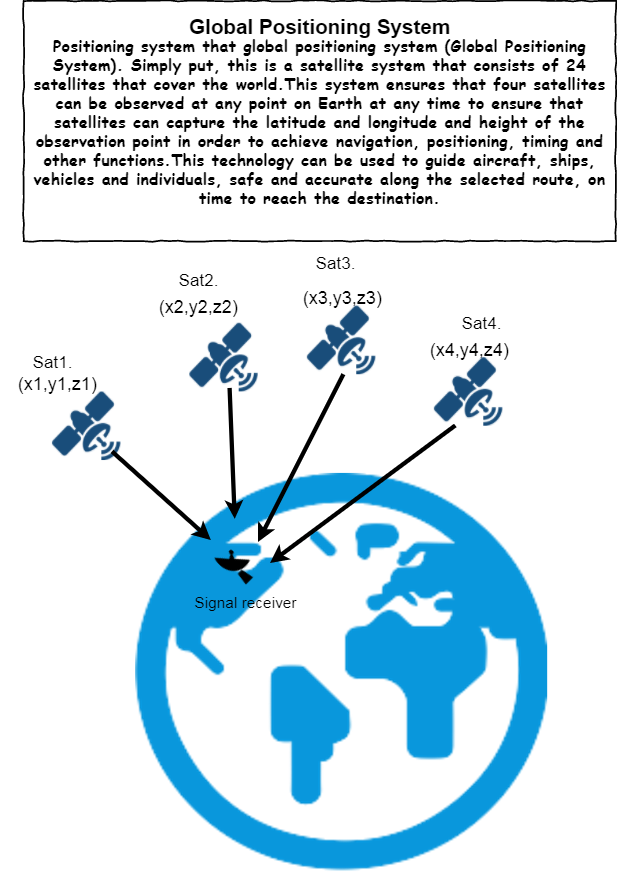 Global Positioning System
Positioning system that global positioning system (Global Positioning
System). Simply put, this is a satellite system that consists of 24
satellites that cover the world.This system ensures that four satellites
can be observed at any point on Earth at any time to ensure that
satellites can capture the latitude and longitude and height of the
observation point in order to achieve navigation, positioning, timing and
other functions.This technology can be used to guide aircraft, ships,
vehicles and individuals, safe and accurate along the selected route, on
time to reach the destination.
Sat3.
(x3,y3,z3)
Sat2.
(x2,y2,z2)
Sat4.
(x4,y4,z4)
Sat1.
(x1,y1,z1)
Signal receiver